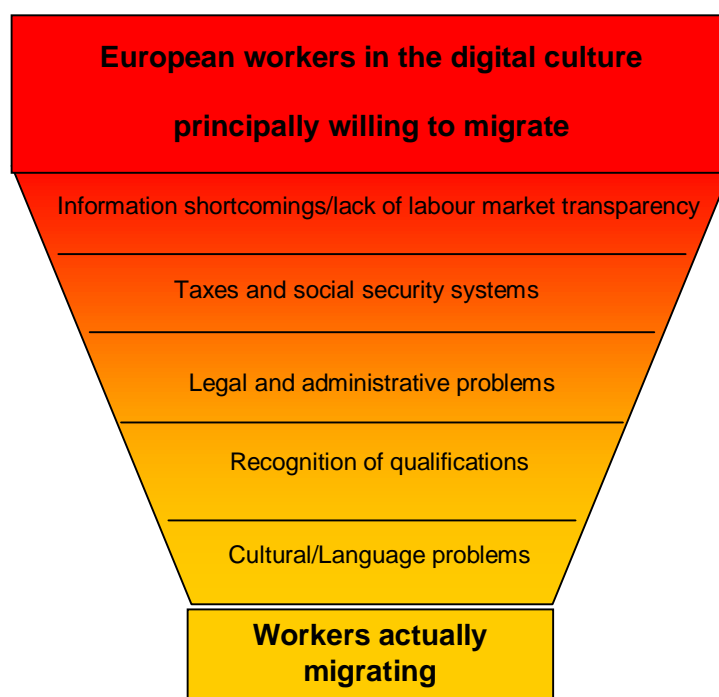 European workers in the digital culture
principally willing to migrate
Information shortcomings/lack of labour market transparency
Taxes and social security systems
Legal and administrative problems
Recognition of qualifications
Cultural/Language problems
Workers actually
migrating